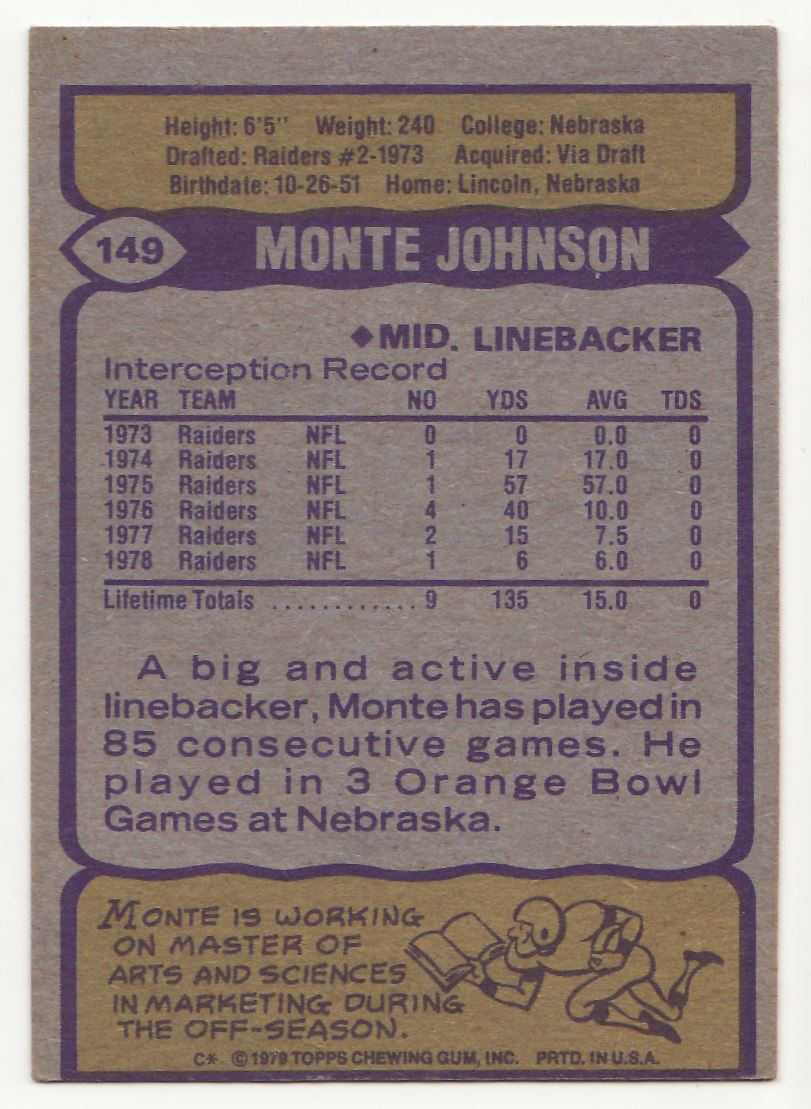 Height: 6'5'' Weight: 240 College: Nebraska
Drafted: Raiders #2-1973 Acquired: Via Draft
Birthdate: 10-26-51 Home: Lincoln, Nebraska
149 MONTE JOHNSON
◆MID. LINEBACKER
Interception Record
YEAR TEAM NO YDS AVG TDS
1973 Raiders NFL 0 0 0.0 0
1974 Raiders NFL 1 17 17.0 0
1975 Raiders NFL 1 57 57.0 0
1976 Raiders NFL 4 40 10.0 0
1977 Raiders NFL 2 15 7.5 0
1978 Raiders NFL 1 6 6.0 0
Lifetime Totals ............ 9 135 15.0 0
A big and active inside
linebacker, Monte has played in
85 consecutive games. He
played in 3 Orange Bowl
Games at Nebraska.
MONTE IS WORKING
ON MASTER OF
ARTS AND SCIENCES
IN MARKETING DURING
THE OFF-SEASON.
C* © 1979 TOPPS CHEWING GUM, INC. PRTD. IN U.S.A.